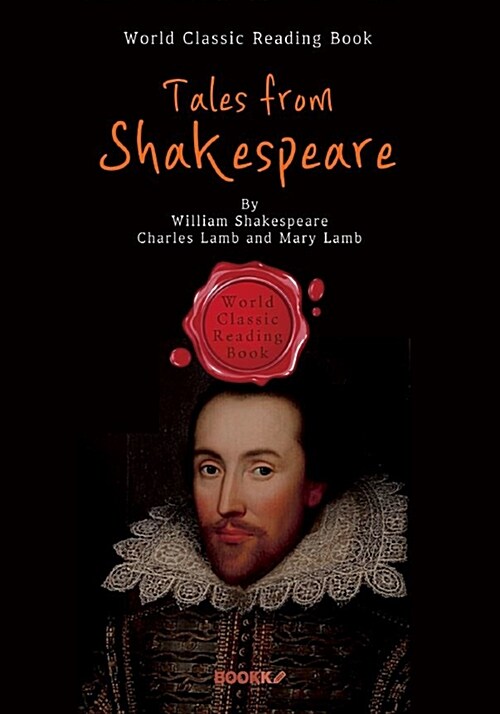 World Classic Reading Book
Tales from
Shakespeare
By
William Shakespeare
Charles Lamb and Mary Lamb
World
Classic
Reading
Book
BOOKK